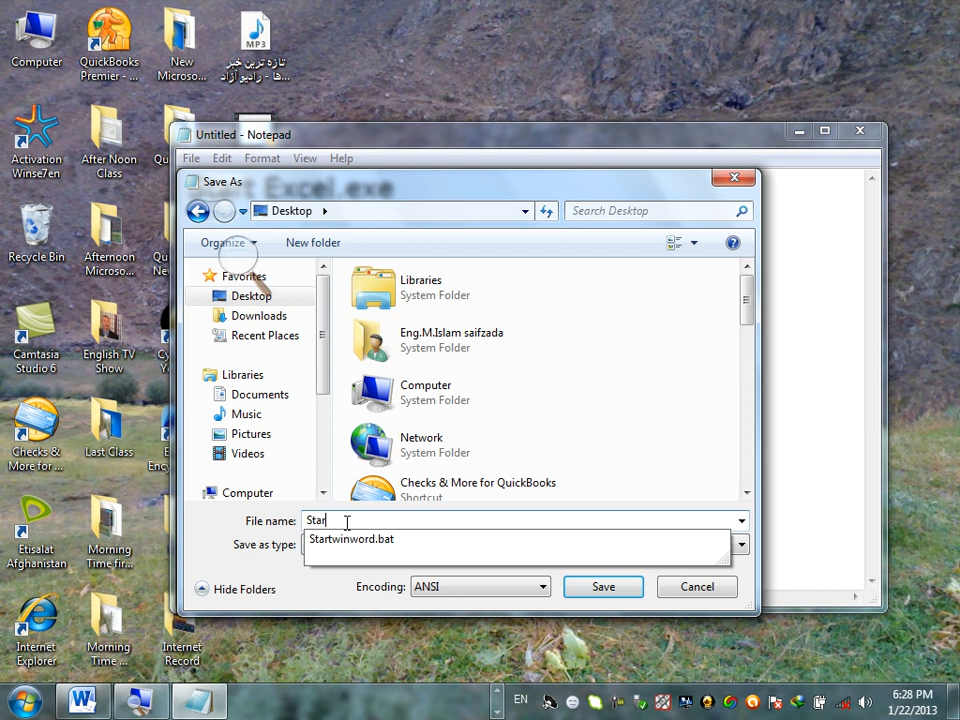 Computer
QuickBooks
Premier - ...
New
Microso...
MP3
تازه ترین خبر
ها - رادیو آزاد...
Activation
Winse7en
After Noon
Class
Recycle Bin
Afternoon
Microso...
Camtasia
Studio 6
English TV
Show
Checks &
More for ...
Last Class
Etisalat
Afghanistan
Morning
Time fir...
Internet
Explorer
Morning
Time ...
Internet
Record
Untitled - Notepad
File Edit Format View Help
Excel.exe
Save As
Desktop
Search Desktop
Organize
New folder
Favorites
Desktop
Downloads
Recent Places
Libraries
Documents
Music
Pictures
Videos
Computer
Libraries
System Folder
Eng.M.Islam saifzada
System Folder
Computer
System Folder
Network
System Folder
Checks & More for QuickBooks
Shortcut
File name: Star
Startwinword.bat
Save as type:
Hide Folders
Encoding: ANSI
Save
Cancel
EN
6:28 PM
1/22/2013